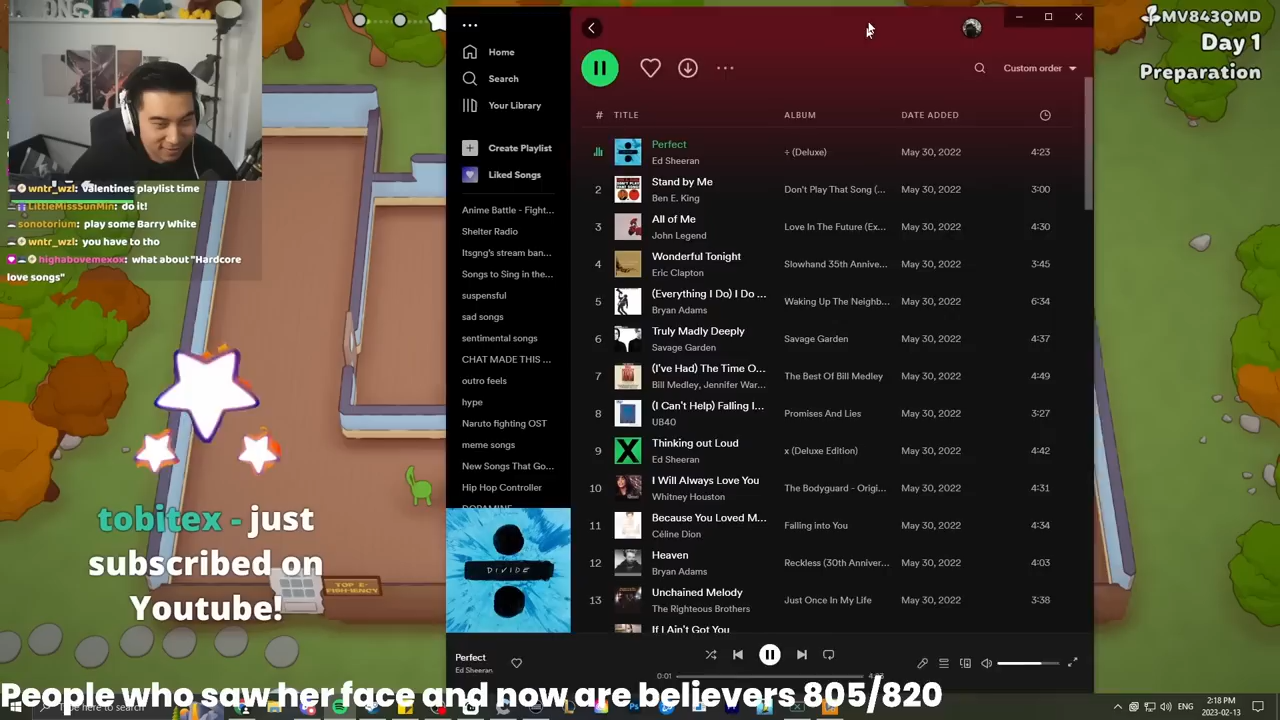 MV843QMD
Day 1
Preparation
wntr_wzl: Valentines playlist time
LittleMissSunMin: do it!
sonotorium: play some Barry White
wntr_wzl: you have to tho
highabovemexox: what about "Hardcore
love songs"
tobitex - just
subscribed on
Youtube!
TOP E-
FISH-IENCY
Home
Search
Your Library
Create Playlist
Liked Songs
Anime Battle - Fight...
Shelter Radio
Itsgng's stream ban...
Songs to Sing in the...
suspensful
sad songs
sentimental songs
CHAT MADE THIS ...
outro feels
hype
Naruto fighting OST
meme songs
New Songs That Go...
Hip Hop Controller
DIVIDE
Custom order
# TITLE ALBUM DATE ADDED
Perfect
Ed Sheeran
÷ (Deluxe) May 30, 2022 4:23
2 Stand by Me
Ben E. King
Don't Play That Song (... May 30, 2022 3:00
3 All of Me
John Legend
Love In The Future (Ex... May 30, 2022 4:30
4 Wonderful Tonight
Eric Clapton
Slowhand 35th Annive... May 30, 2022 3:45
5 (Everything I Do) I Do ...
Bryan Adams
Waking Up The Neighb... May 30, 2022 6:34
6 Truly Madly Deeply
Savage Garden
Savage Garden May 30, 2022 4:37
7 (I've Had) The Time O...
Bill Medley, Jennifer War...
The Best Of Bill Medley May 30, 2022 4:49
8 (I Can't Help) Falling I...
UB40
Promises And Lies May 30, 2022 3:27
9 Thinking out Loud
Ed Sheeran
x (Deluxe Edition) May 30, 2022 4:42
10 I Will Always Love You
Whitney Houston
The Bodyguard - Origi... May 30, 2022 4:31
11 Because You Loved M...
Céline Dion
Falling into You May 30, 2022 4:34
12 Heaven
Bryan Adams
Reckless (30th Anniver... May 30, 2022 4:03
13 Unchained Melody
The Righteous Brothers
Just Once In My Life May 30, 2022 3:38
If I Ain't Got You
Perfect
Ed Sheeran
0:01
People who saw her face and now are believers 805/820
ENG
2:18 PM
2023-02-13